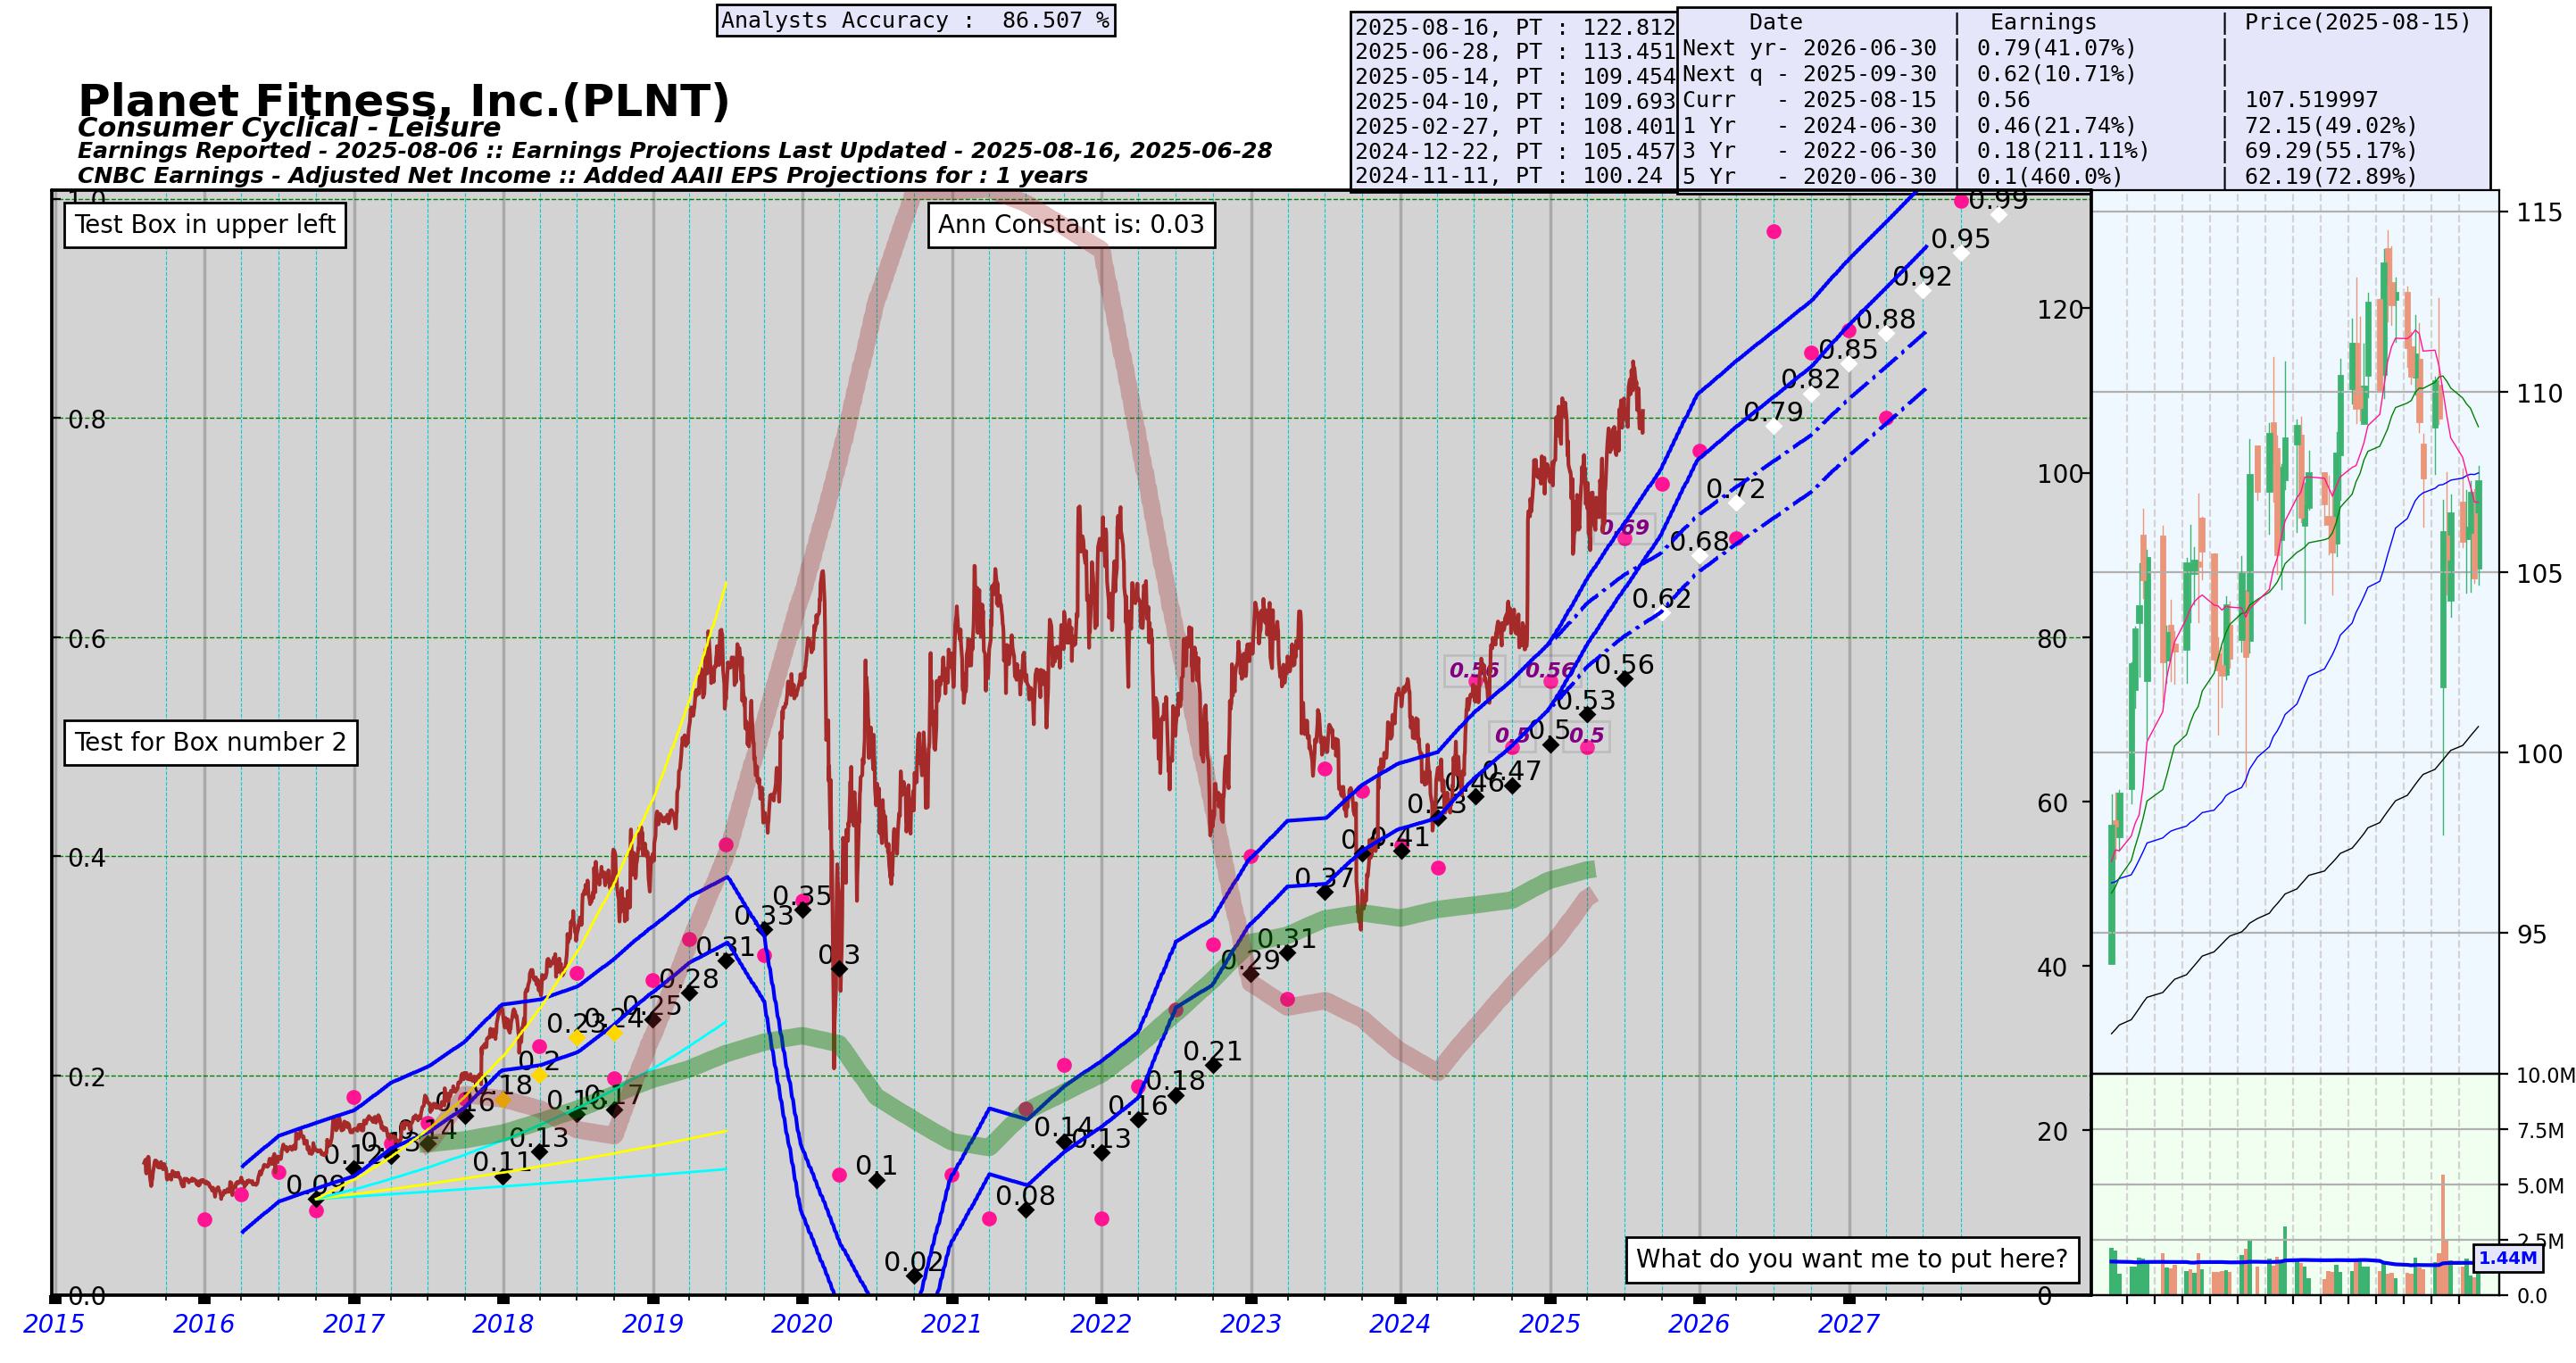 Analysts Accuracy :  86.507 %
2025-08-16, PT : 122.812
2025-06-28, PT : 113.451
2025-05-14, PT : 109.454
2025-04-10, PT : 109.693
2025-02-27, PT : 108.401
2024-12-22, PT : 105.457
2024-11-11, PT : 100.24
Date | Earnings | Price(2025-08-15)
Next yr- 2026-06-30 | 0.79(41.07%) |
Next q - 2025-09-30 | 0.62(10.71%) |
Curr   - 2025-08-15 | 0.56 | 107.519997
1 Yr   - 2024-06-30 | 0.46(21.74%) | 72.15(49.02%)
3 Yr   - 2022-06-30 | 0.18(211.11%) | 69.29(55.17%)
5 Yr   - 2020-06-30 | 0.1(460.0%) | 62.19(72.89%)
Planet Fitness, Inc.(PLNT)
Consumer Cyclical - Leisure
Earnings Reported - 2025-08-06 :: Earnings Projections Last Updated - 2025-08-16, 2025-06-28
CNBC Earnings - Adjusted Net Income :: Added AAII EPS Projections for : 1 years
Test Box in upper left
Ann Constant is: 0.03
Test for Box number 2
What do you want me to put here?
1.0
0.8
0.6
0.4
0.2
0.0
0.09
0.12
0.13
0.14
0.16
0.18
0.11
0.2
0.13
0.23
0.16
0.24
0.17
0.25
0.28
0.31
0.33
0.35
0.3
0.1
0.02
0.08
0.14
0.13
0.16
0.18
0.21
0.29
0.31
0.37
0.41
0.43
0.46
0.47
0.5
0.53
0.56
0.56
0.5
0.56
0.5
0.69
0.62
0.68
0.72
0.79
0.82
0.85
0.88
0.92
0.95
0.99
120
100
80
60
40
20
0
115
110
105
100
95
10.0M
7.5M
5.0M
2.5M
1.44M
0.0
2015 2016 2017 2018 2019 2020 2021 2022 2023 2024 2025 2026 2027